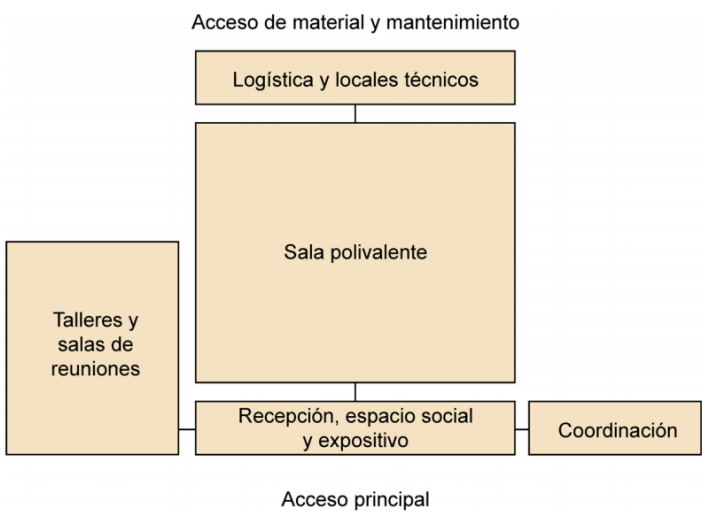 Acceso de material y mantenimiento
Logística y locales técnicos
Sala polivalente
Talleres y
salas de
reuniones
Recepción, espacio social
y expositivo
Coordinación
Acceso principal